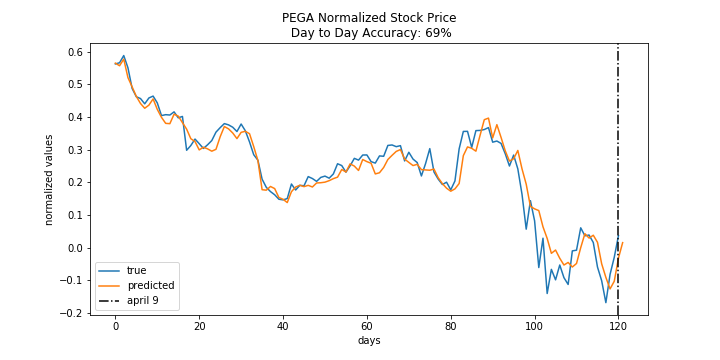 PEGA Normalized Stock Price
Day to Day Accuracy: 69%
normalized values
0.6
0.5
0.4
0.3
0.2
0.1
0.0
−0.1
−0.2
true
predicted
april 9
0
20
40
60
80
100
120
days